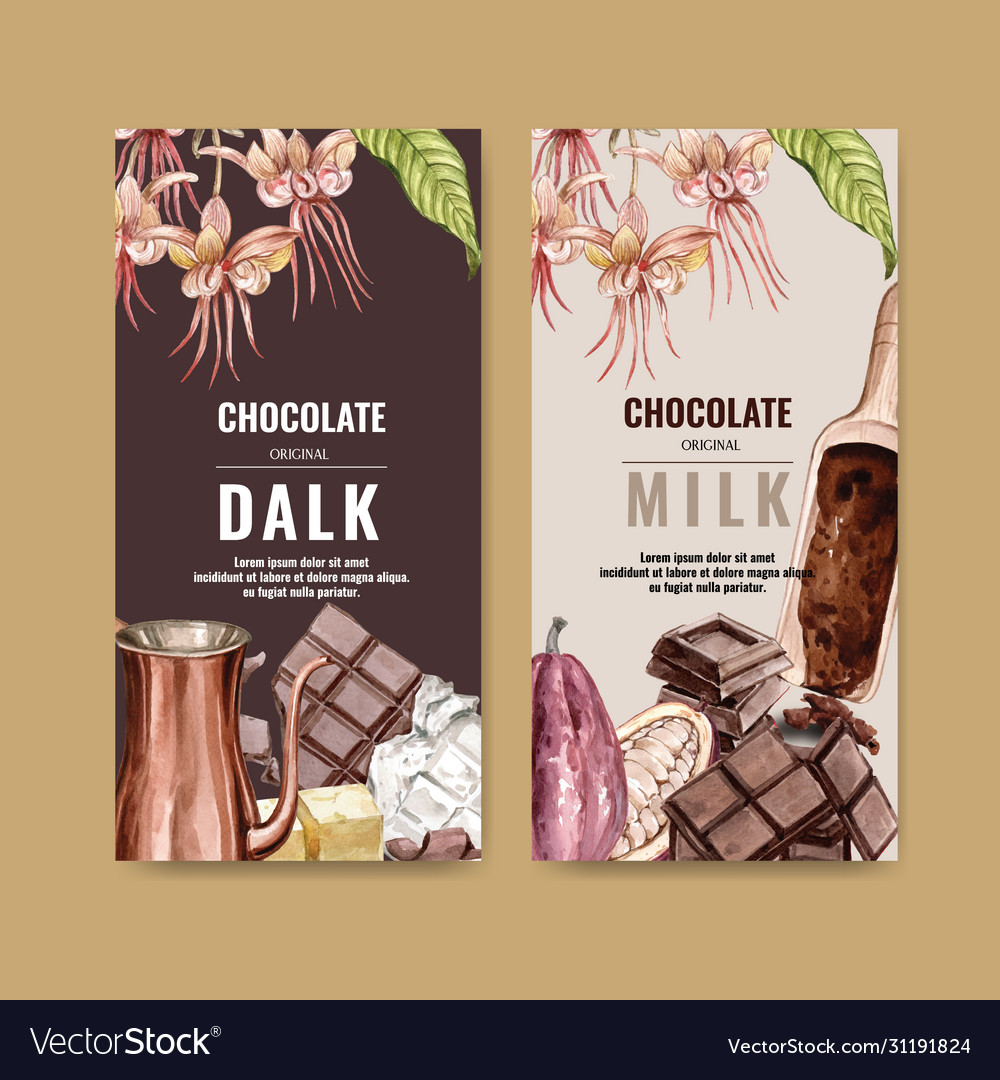 CHOCOLATE
ORIGINAL
DALK
Lorem ipsum dolor sit amet
incididunt ut labore et dolore magna aliqua.
eu fugiat nulla pariatur.
CHOCOLATE
ORIGINAL
MILK
Lorem ipsum dolor sit amet
incididunt ut labore et dolore magna aliqua.
eu fugiat nulla pariatur.
VectorStock®
VectorStock.com/31191824